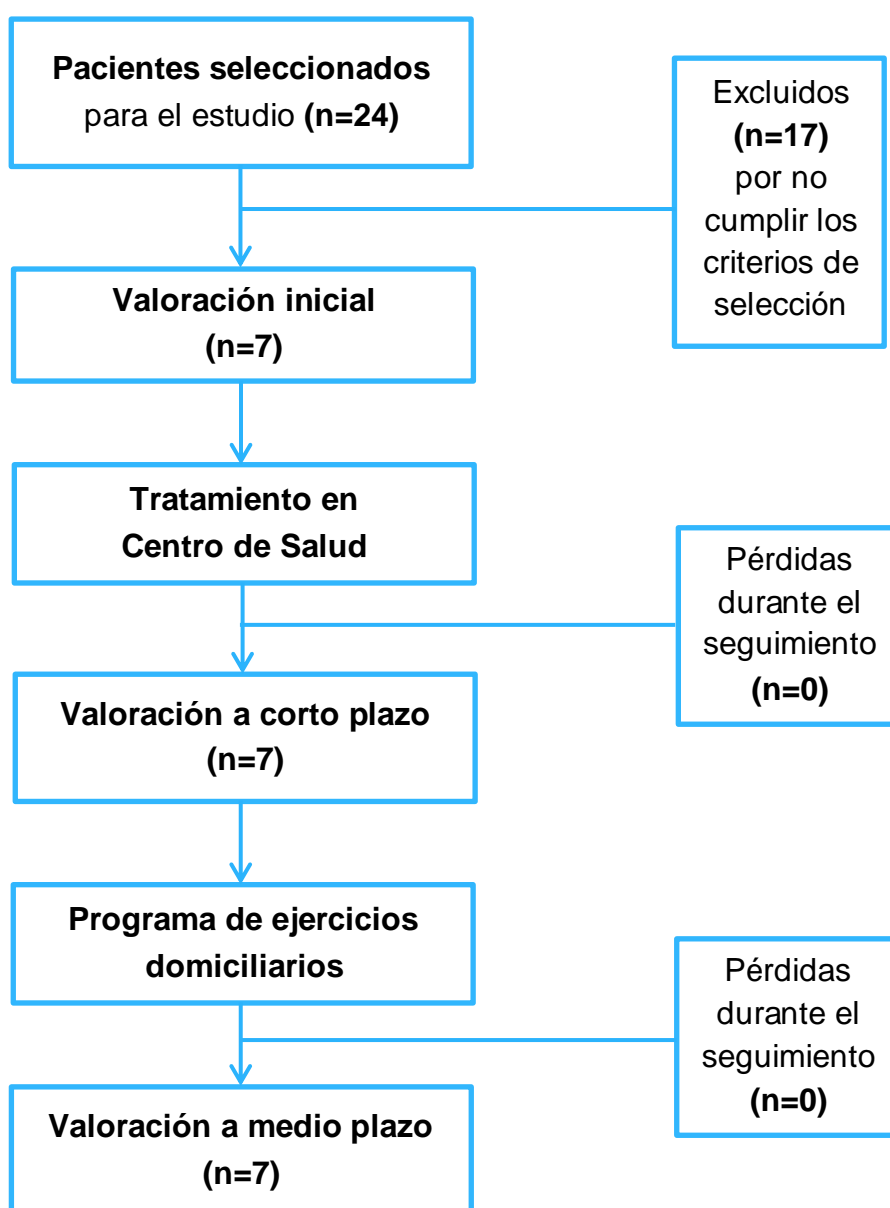 Pacientes seleccionados
para el estudio (n=24)
Excluidos
(n=17)
por no
cumplir los
criterios de
selección
Valoración inicial
(n=7)
Tratamiento en
Centro de Salud
Pérdidas
durante el
seguimiento
(n=0)
Valoración a corto plazo
(n=7)
Programa de ejercicios
domiciliarios
Pérdidas
durante el
seguimiento
(n=0)
Valoración a medio plazo
(n=7)